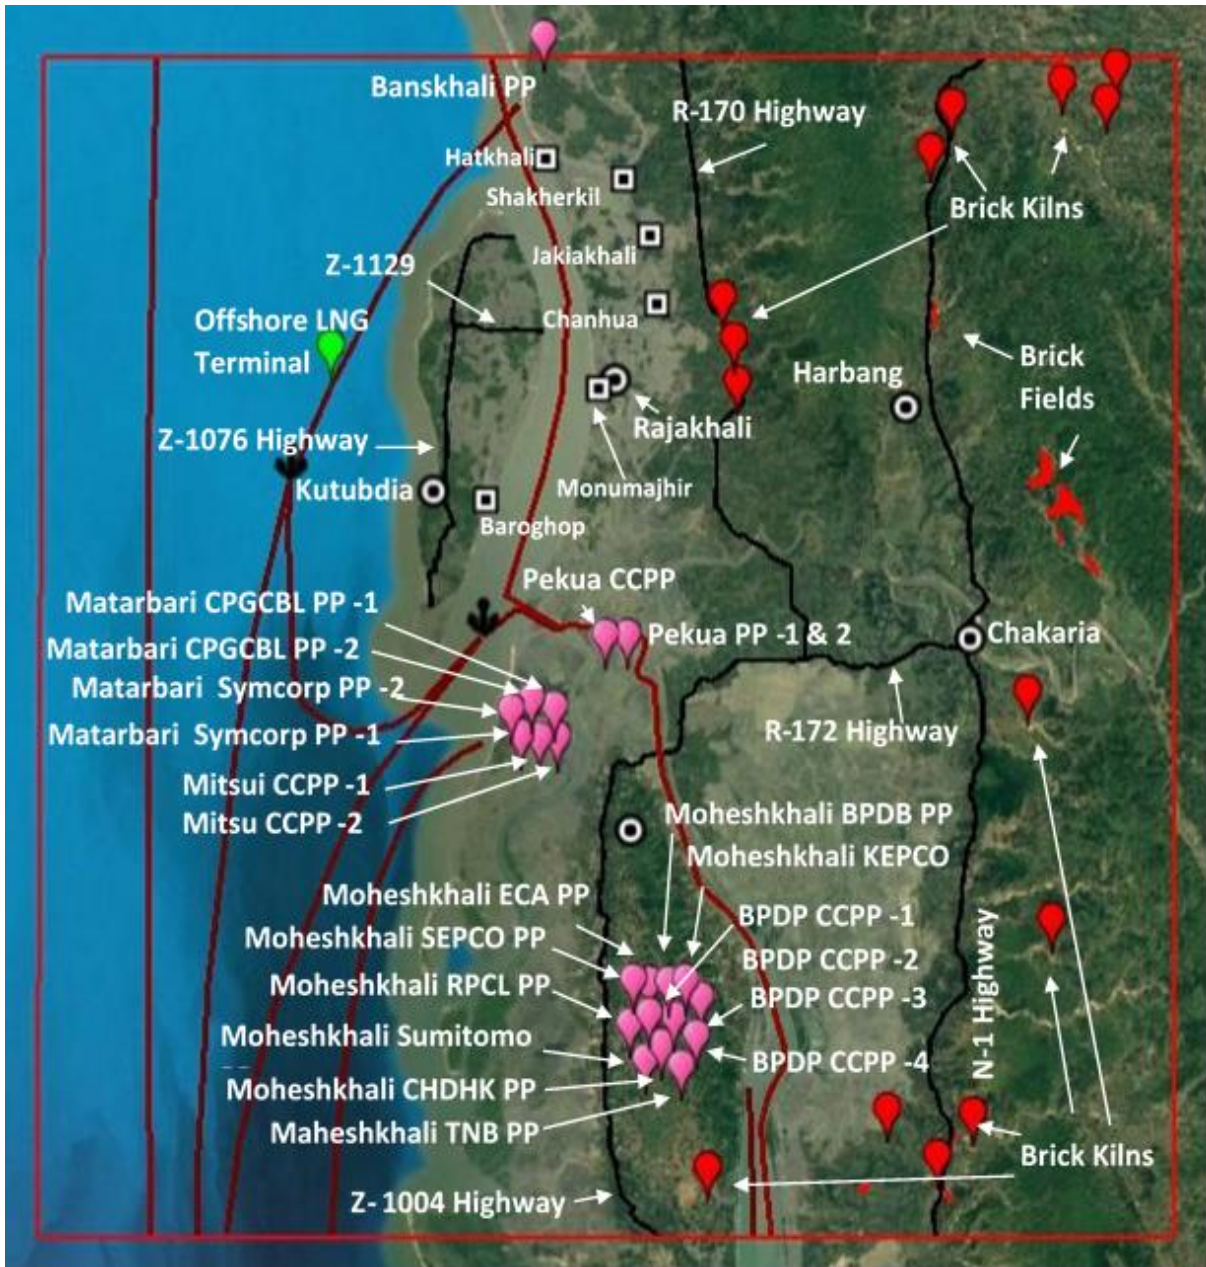 Banskhali PP
R-170 Highway
Hatkhali
Shakherkil
Brick Kilns
Jakiakhali
Z-1129
Offshore LNG
Terminal
Chanhua
Brick
Fields
Harbang
Rajakhali
Z-1076 Highway
Kutubdia
Monumajhir
Baroghop
Pekua CCPP
Matarbari CPGCBL PP -1
Pekua PP -1 & 2
Chakaria
Matarbari CPGCBL PP -2
Matarbari Symcorp PP -2
Matarbari Symcorp PP -1
R-172 Highway
Mitsui CCPP -1
Mitsu CCPP -2
Moheshkhali BPDB PP
Moheshkhali KEPCO
Moheshkhali ECA PP
BPDP CCPP -1
Moheshkhali SEPCO PP
BPDP CCPP -2
Moheshkhali RPCL PP
BPDP CCPP -3
N-1 Highway
Moheshkhali Sumitomo
BPDP CCPP -4
Moheshkhali CHDHK PP
Maheshkhali TNB PP
Brick Kilns
Z- 1004 Highway